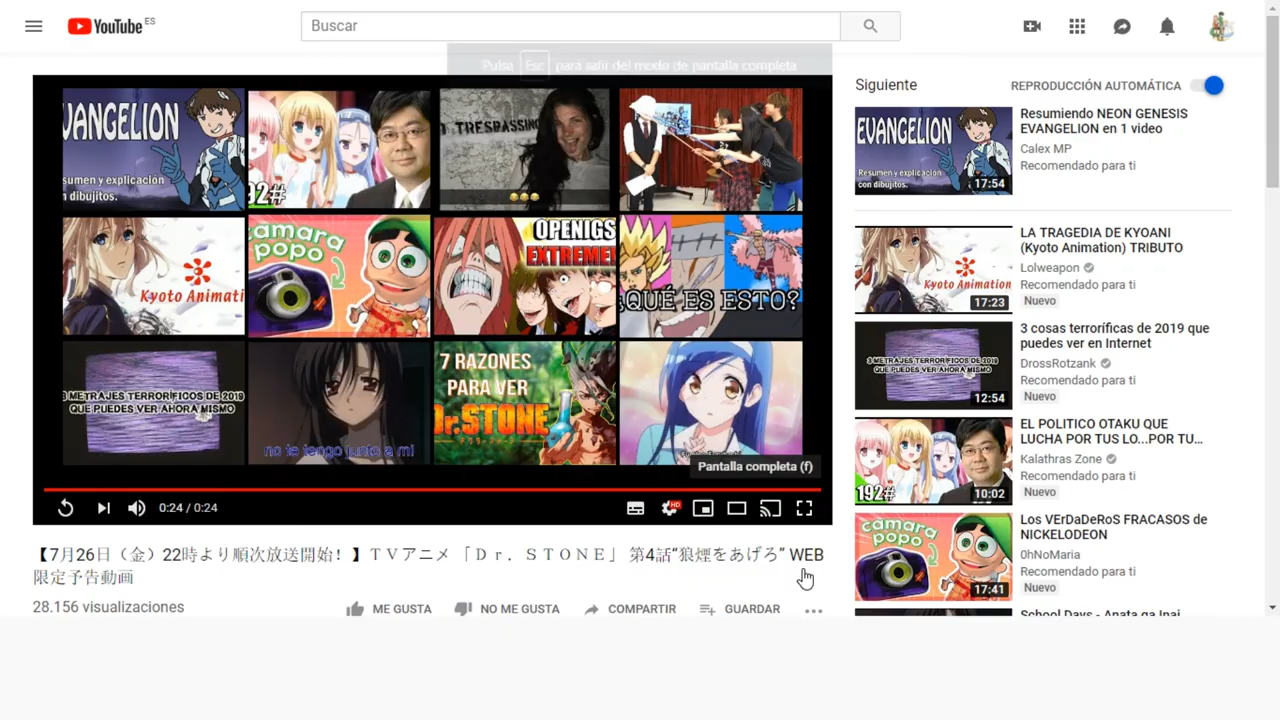 YouTube ES
Buscar
Pulsa Esc para salir del modo de pantalla completa
VANGELION
sumen y explicación
n dibujitos.
192#
TRESPASSING
Kyoto Animati
camara
popo
OPENIGS
EXTREME
¿QUÉ ES ESTO?
3 METRAJES TERRORÍFICOS DE 2019
QUE PUEDES VER AHORA MISMO
no te tengo junto a mi
7 RAZONES
PARA VER
Dr.STONE
Pantalla completa (f)
0:24 / 0:24
HD
【7月26日（金）22時より順次放送開始！】ＴＶアニメ「Ｄｒ．ＳＴＯＮＥ」 第4話“狼煙をあげろ” WEB
限定予告動画
28.156 visualizaciones
ME GUSTA
NO ME GUSTA
COMPARTIR
GUARDAR
Siguiente
REPRODUCCIÓN AUTOMÁTICA
EVANGELION
Resumen y explicación
con dibujitos.
17:54
Resumiendo NEON GENESIS
EVANGELION en 1 video
Calex MP
Recomendado para ti
Kyoto Animation
17:23
LA TRAGEDIA DE KYOANI
(Kyoto Animation) TRIBUTO
Lolweapon
Recomendado para ti
Nuevo
3 METRAJES TERRORÍFICOS DE 2019
QUE PUEDES VER AHORA MISMO
12:54
3 cosas terroríficas de 2019 que
puedes ver en Internet
DrossRotzank
Recomendado para ti
Nuevo
192#
10:02
EL POLITICO OTAKU QUE
LUCHA POR TUS LO...POR TU...
Kalathras Zone
Recomendado para ti
Nuevo
camara
popo
17:41
Los VErDaDeRoS FRACASOS de
NICKELODEON
0hNoMaria
Recomendado para ti
Nuevo
School Days - Anata ga Inai